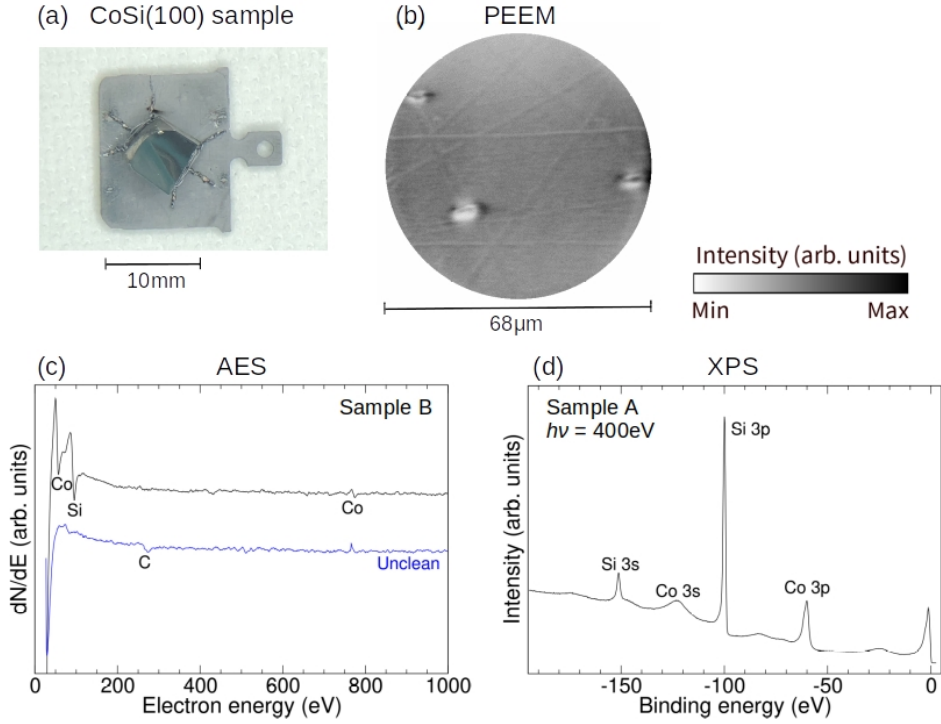 (a) CoSi(100) sample
(b) PEEM
10mm
68μm
Intensity (arb. units)
Min Max
(c) AES
dN/dE (arb. units)
Sample B
Co
Si
Co
C
Unclean
0 200 400 600 800 1000
Electron energy (eV)
(d) XPS
Intensity (arb. units)
Sample A
hν = 400eV
Si 3p
Si 3s
Co 3s
Co 3p
-150 -100 -50 0
Binding energy (eV)